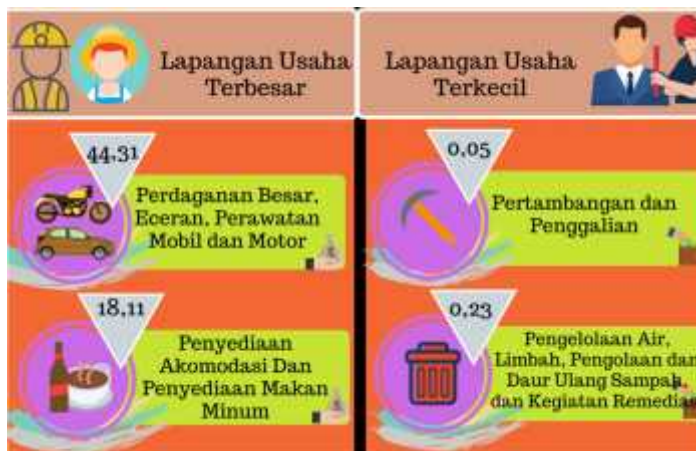 Lapangan Usaha
Terbesar
Lapangan Usaha
Terkecil
44,31
Perdaganan Besar,
Eceran, Perawatan
Mobil dan Motor
0,05
Pertambangan dan
Penggalian
18,11
Penyediaan
Akomodasi Dan
Penyediaan Makan
Minum
0,23
Pengelolaan Air,
Limbah, Pengolaan dan
Daur Ulang Sampah,
dan Kegiatan Remedias